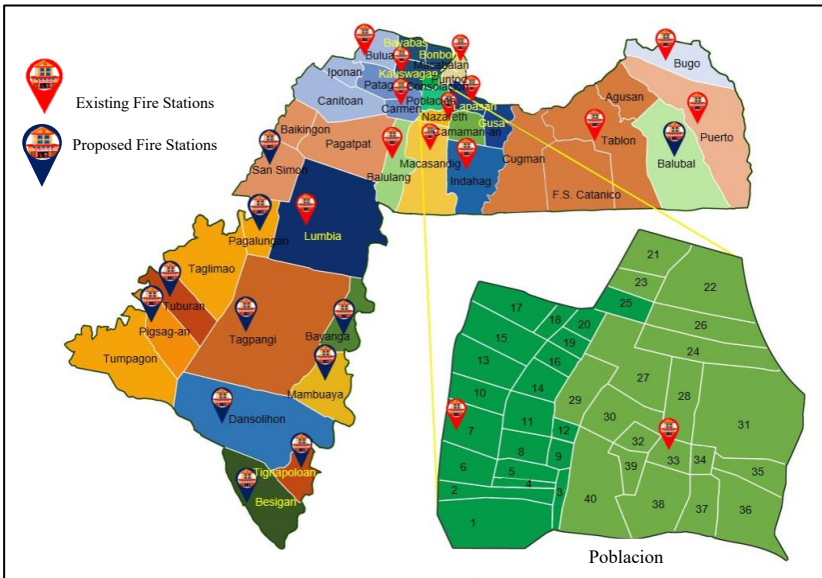 Existing Fire Stations
Proposed Fire Stations
Bayabas
Bonbon
Bulua
Macabalan
Iponan
Kauswagan
Puntod
Patag
Consolacion
Canitoan
Poblacion
Lapasan
Carmen
Nazareth
Gusa
Baikingon
Camaman-an
Pagatpat
San Simon
Macasandig
Balulang
Indahag
Cugman
Bugo
Agusan
Tablon
Puerto
Balubal
F.S. Catanico
Lumbia
Pagalungan
Taglimao
Tuburan
Pigsag-an
Tagpangi
Bayanga
Tumpagon
Mambuaya
Dansolihon
Tignapoloan
Besigan
21
22
23
25
17
18
20
26
15
19
24
13
16
27
10
14
28
29
7
11
30
31
12
32
8
9
33
34
6
5
39
35
2
4
3
40
38
37
36
1
Poblacion